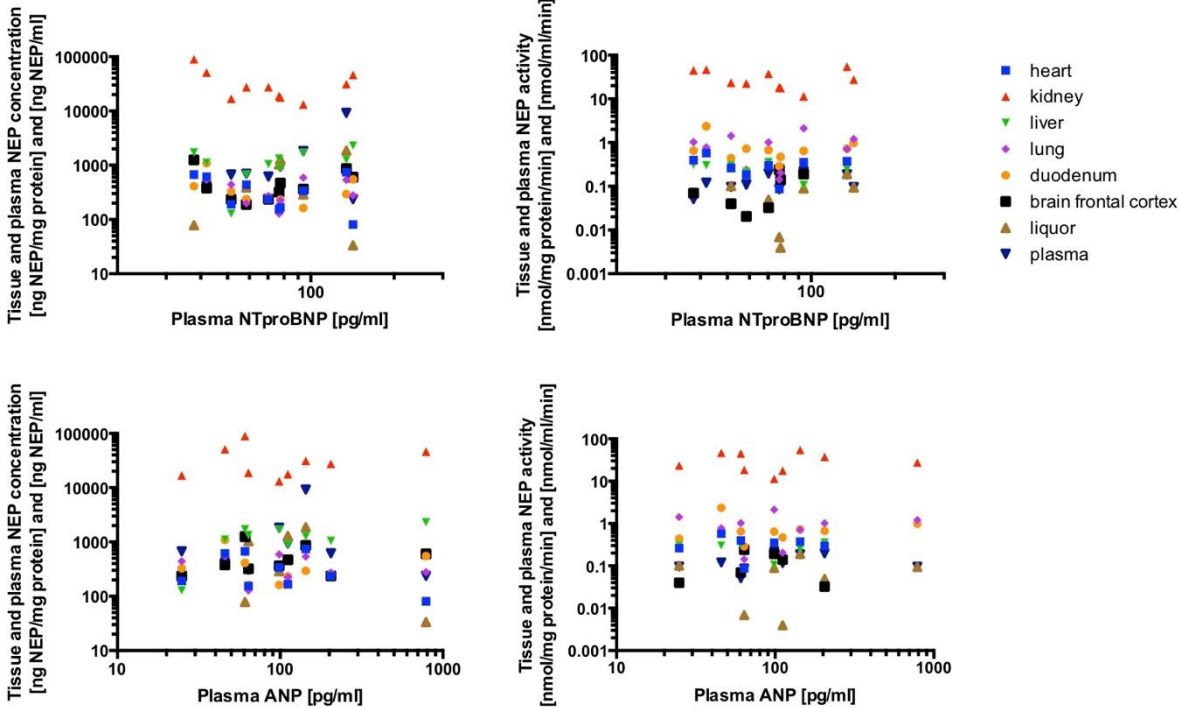 Tissue and plasma NEP concentration
[ng NEP/mg protein] and [ng NEP/ml]
100000
10000
1000
100
10
100
Plasma NTproBNP [pg/ml]
Tissue and plasma NEP activity
[nmol/mg protein/min] and [nmol/ml/min]
100
10
1
0.1
0.01
0.001
100
Plasma NTproBNP [pg/ml]
heart
kidney
liver
lung
duodenum
brain frontal cortex
liquor
plasma
Tissue and plasma NEP concentration
[ng NEP/mg protein] and [ng NEP/ml]
100000
10000
1000
100
10
10
100
1000
Plasma ANP [pg/ml]
Tissue and plasma NEP activity
[nmol/mg protein/min] and [nmol/ml/min]
100
10
1
0.1
0.01
0.001
10
100
1000
Plasma ANP [pg/ml]